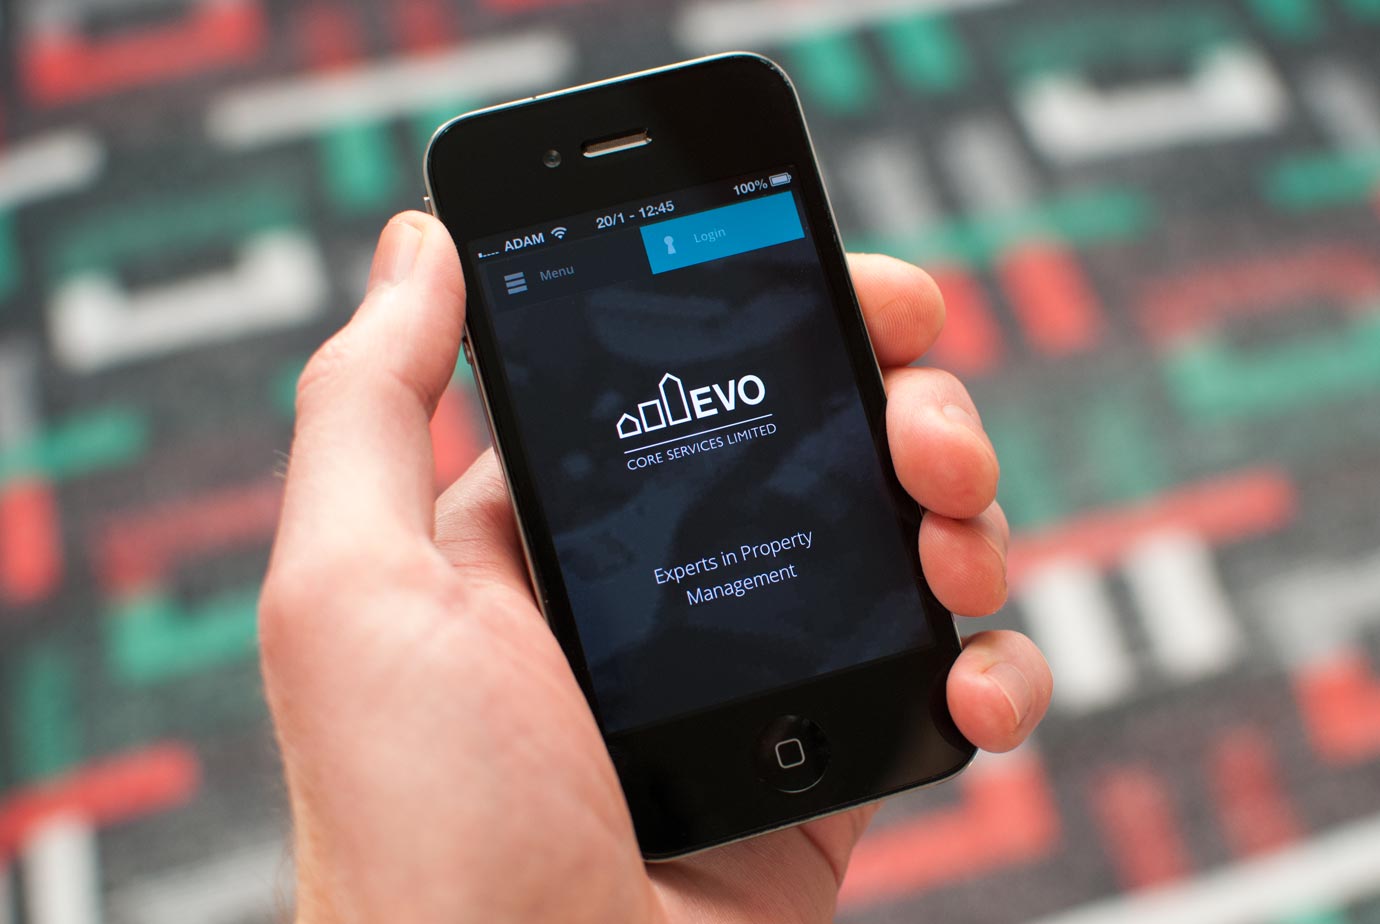 ADAM
20/1 - 12:45
100%
Menu
Login
EVO
CORE SERVICES LIMITED
Experts in Property
Management